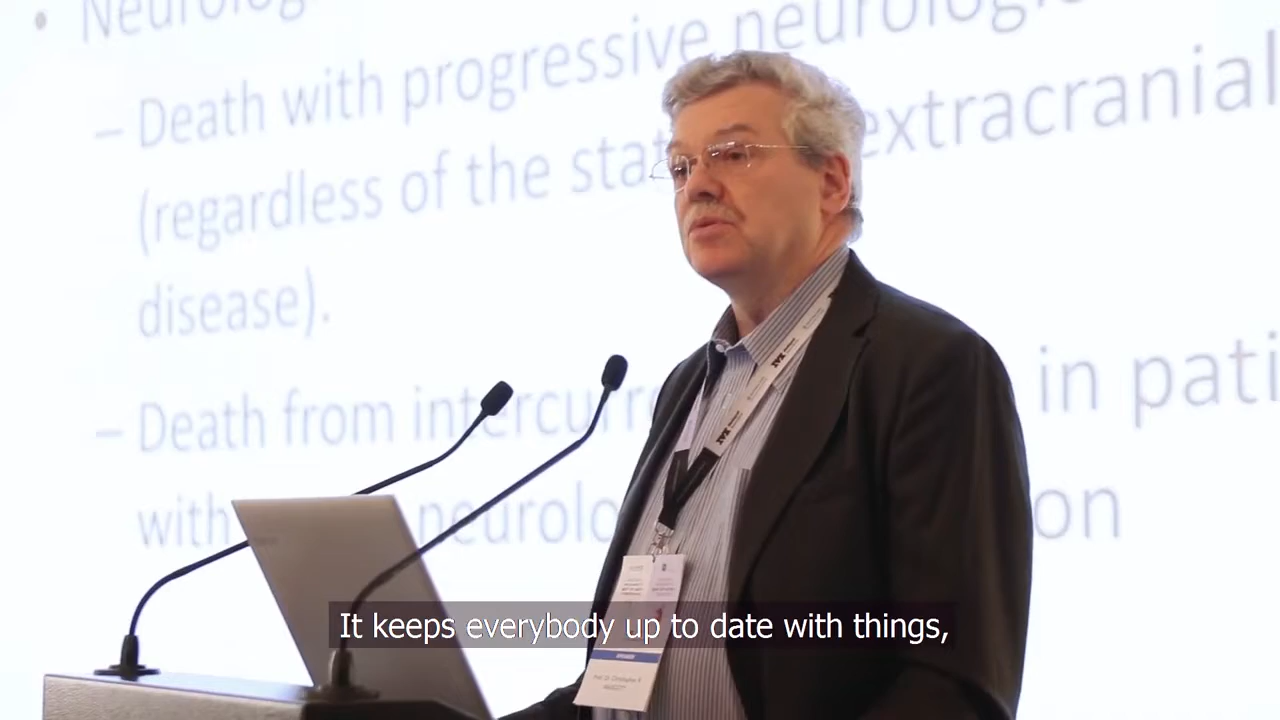 Neurolog
– Death with progressive neurologic
(regardless of the stat extracranial
disease).
– Death from intercurre in pati
with neurolo on
It keeps everybody up to date with things,